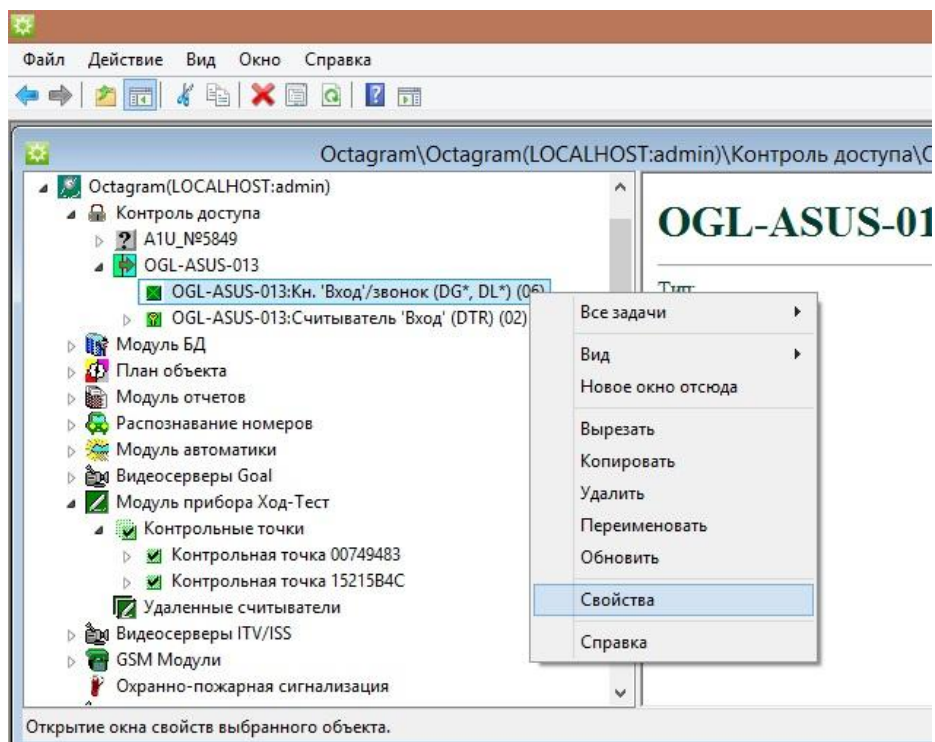 Файл Действие Вид Окно Справка
Octagram\Octagram(LOCALHOST:admin)\Контроль доступа\O
Octagram(LOCALHOST:admin)
Контроль доступа
A1U_№5849
OGL-ASUS-013
OGL-ASUS-013:Кн. 'Вход'/звонок (DG*, DL*) (06)
OGL-ASUS-013:Считыватель 'Вход' (DTR) (02)
Модуль БД
План объекта
Модуль отчетов
Распознавание номеров
Модуль автоматики
Видеосерверы Goal
Модуль прибора Ход-Тест
Контрольные точки
Контрольная точка 00749483
Контрольная точка 15215B4C
Удаленные считыватели
Видеосерверы ITV/ISS
GSM Модули
Охранно-пожарная сигнализация
OGL-ASUS-01
Тип:
Все задачи
Вид
Новое окно отсюда
Вырезать
Копировать
Удалить
Переименовать
Обновить
Свойства
Справка
Открытие окна свойств выбранного объекта.